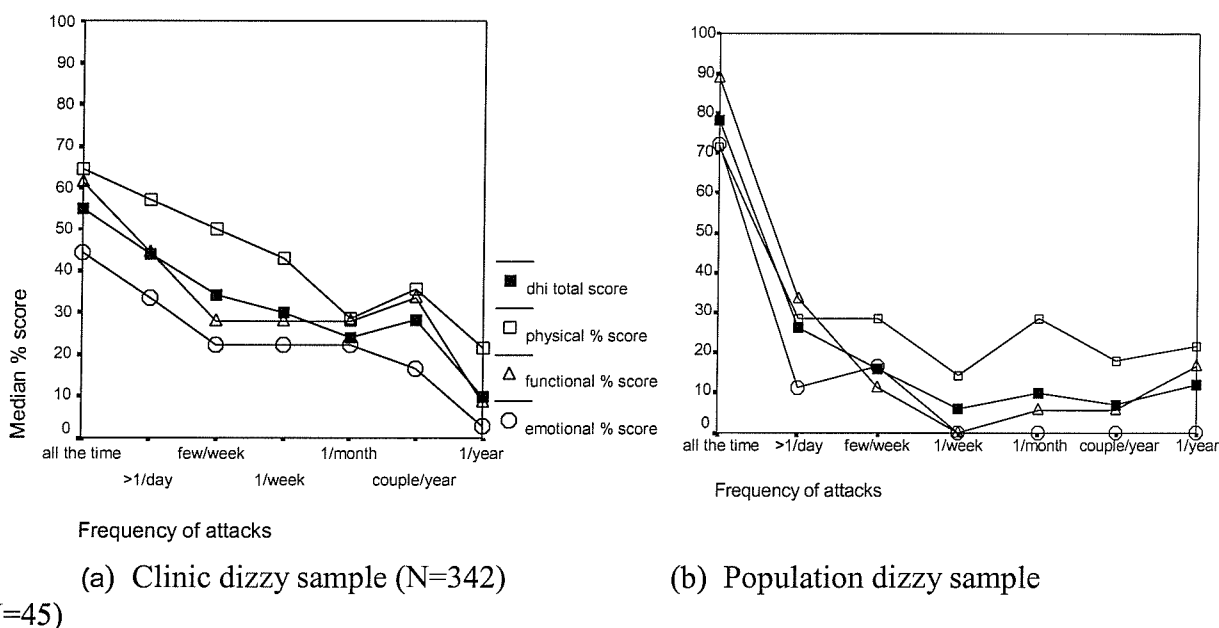 100
90
80
70
60
50
40
30
20
10
0
Median % score
all the time
>1/day
few/week
1/week
1/month
couple/year
1/year
Frequency of attacks
dhi total score
physical % score
functional % score
emotional % score
100
90
80
70
60
50
40
30
20
10
0
all the time
>1/day
few/week
1/week
1/month
couple/year
1/year
Frequency of attacks
(a) Clinic dizzy sample (N=342)
(b) Population dizzy sample
=45)